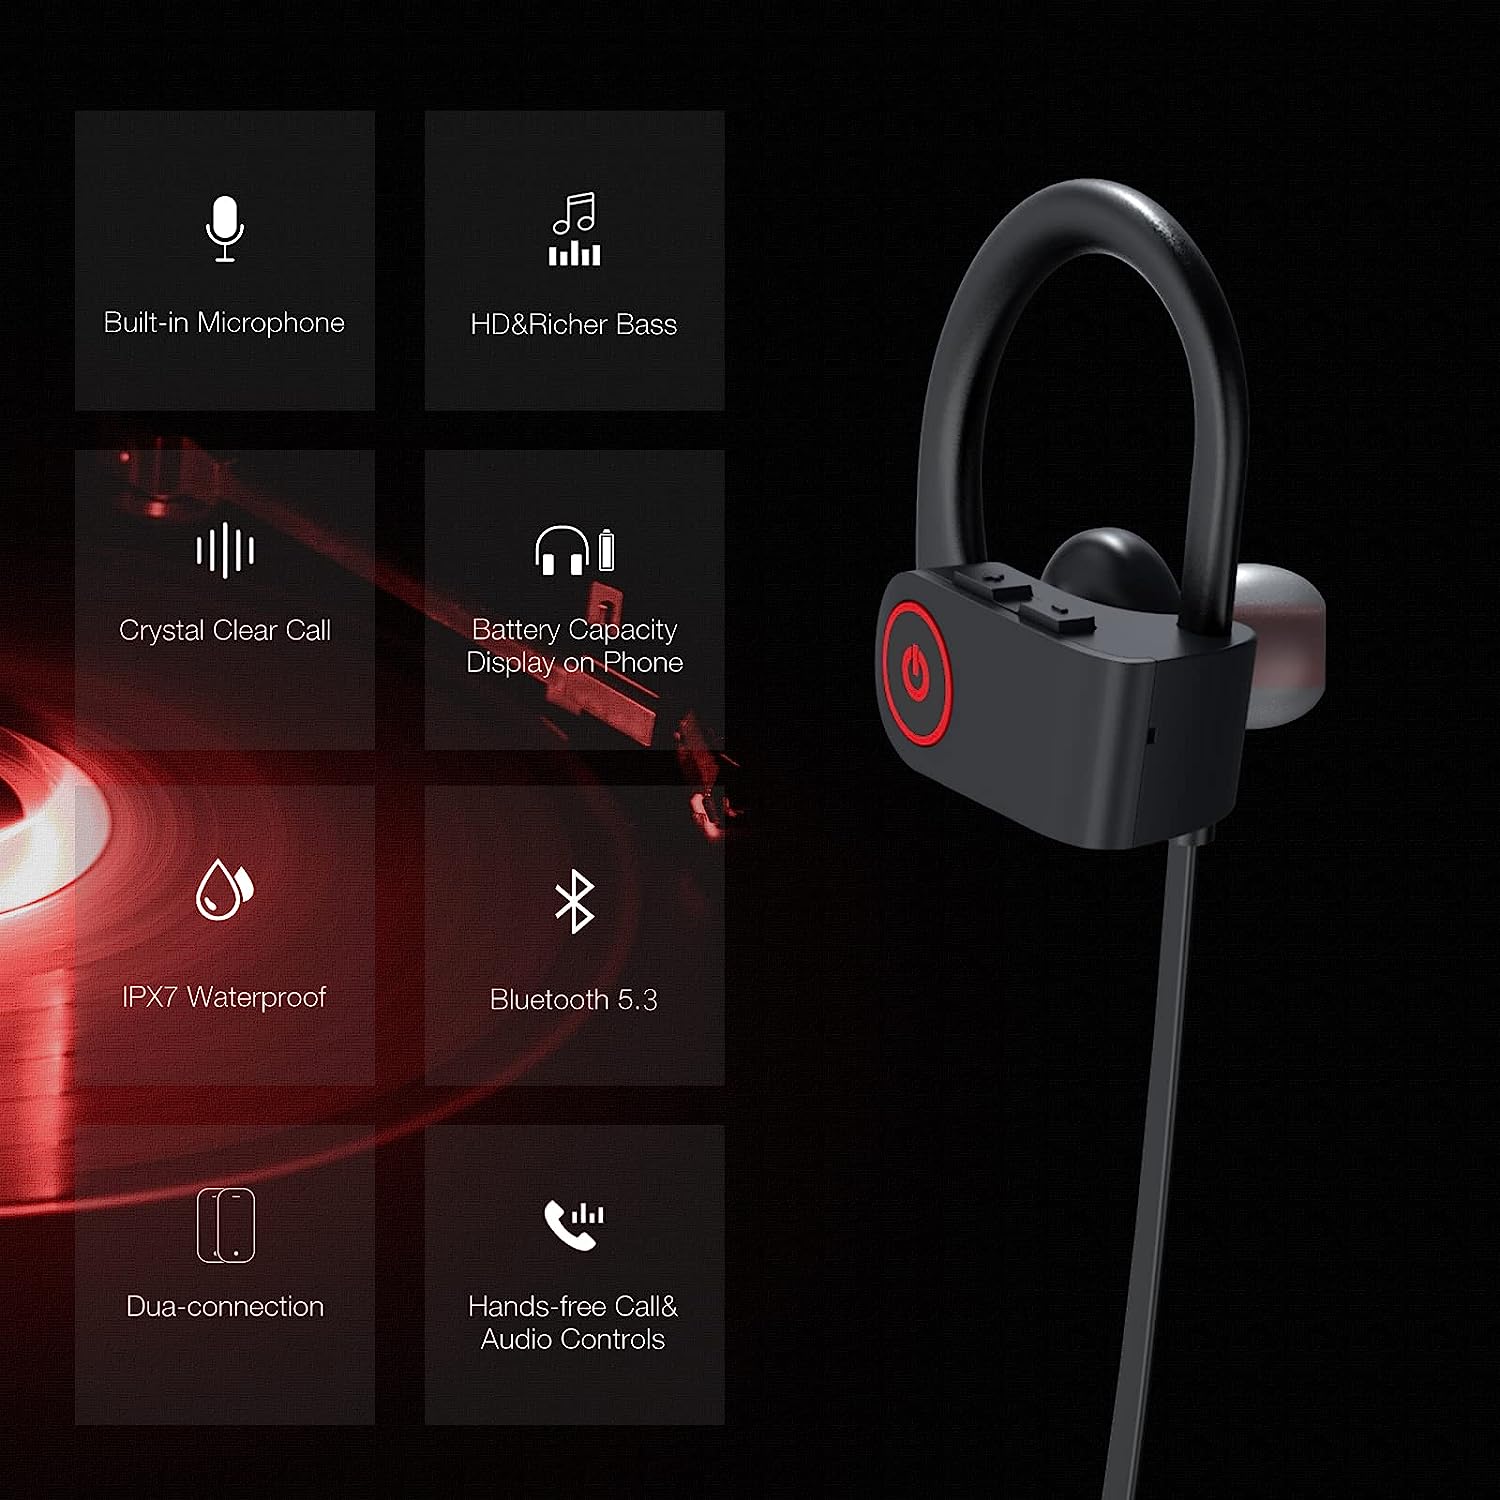 Built-in Microphone
HD&Richer Bass
Crystal Clear Call
Battery Capacity
Display on Phone
IPX7 Waterproof
Bluetooth 5.3
Dua-connection
Hands-free Call&
Audio Controls